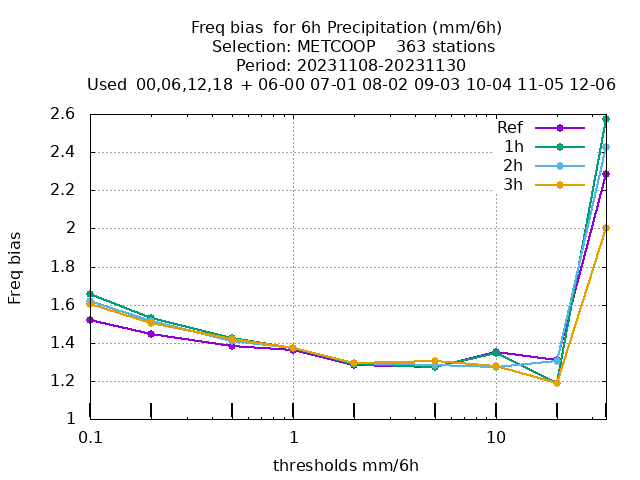 Freq bias  for 6h Precipitation (mm/6h)
Selection: METCOOP    363 stations
Period: 20231108-20231130
Used  00,06,12,18  + 06-00 07-01 08-02 09-03 10-04 11-05 12-06
Ref
1h
2h
3h
2.6
2.4
2.2
2
1.8
1.6
1.4
1.2
1
Freq bias
0.1 1 10
thresholds mm/6h